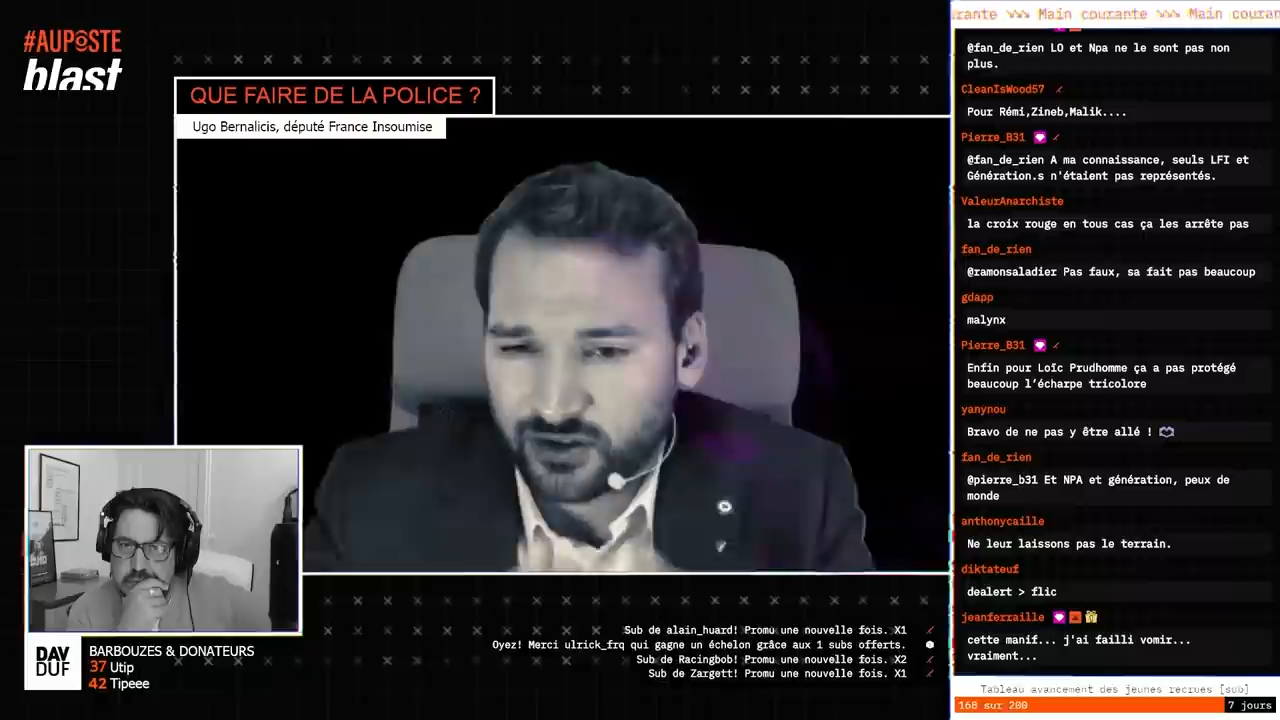 #AUPOSTE
blast
QUE FAIRE DE LA POLICE ?
Ugo Bernalicis, député France Insoumise
DAV
DUF
BARBOUZES & DONATEURS
37 Utip
42 Tipeee
Sub de alain_huard! Promu une nouvelle fois. X1
Oyez! Merci ulrick_frq qui gagne un échelon grâce aux 1 subs offerts.
Sub de Racingbob! Promu une nouvelle fois. X2
Sub de Zargett! Promu une nouvelle fois. X1
rante >>> Main courante >>> Main couran
@fan_de_rien LO et Npa ne le sont pas non
plus.
CleanIsWood57
Pour Rémi,Zineb,Malik....
Pierre_B31
@fan_de_rien A ma connaissance, seuls LFI et
Génération.s n'étaient pas représentés.
ValeurAnarchiste
la croix rouge en tous cas ça les arrête pas
fan_de_rien
@ramonsaladier Pas faux, sa fait pas beaucoup
gdapp
malynx
Pierre_B31
Enfin pour Loïc Prudhomme ça a pas protégé
beaucoup l’écharpe tricolore
yanynou
Bravo de ne pas y être allé !
fan_de_rien
@pierre_b31 Et NPA et génération, peux de
monde
anthonycaille
Ne leur laissons pas le terrain.
diktateuf
dealert > flic
jeanferraille
cette manif... j'ai failli vomir...
vraiment...
Tableau avancement des jeunes recrues [sub]
168 sur 200
7 jours